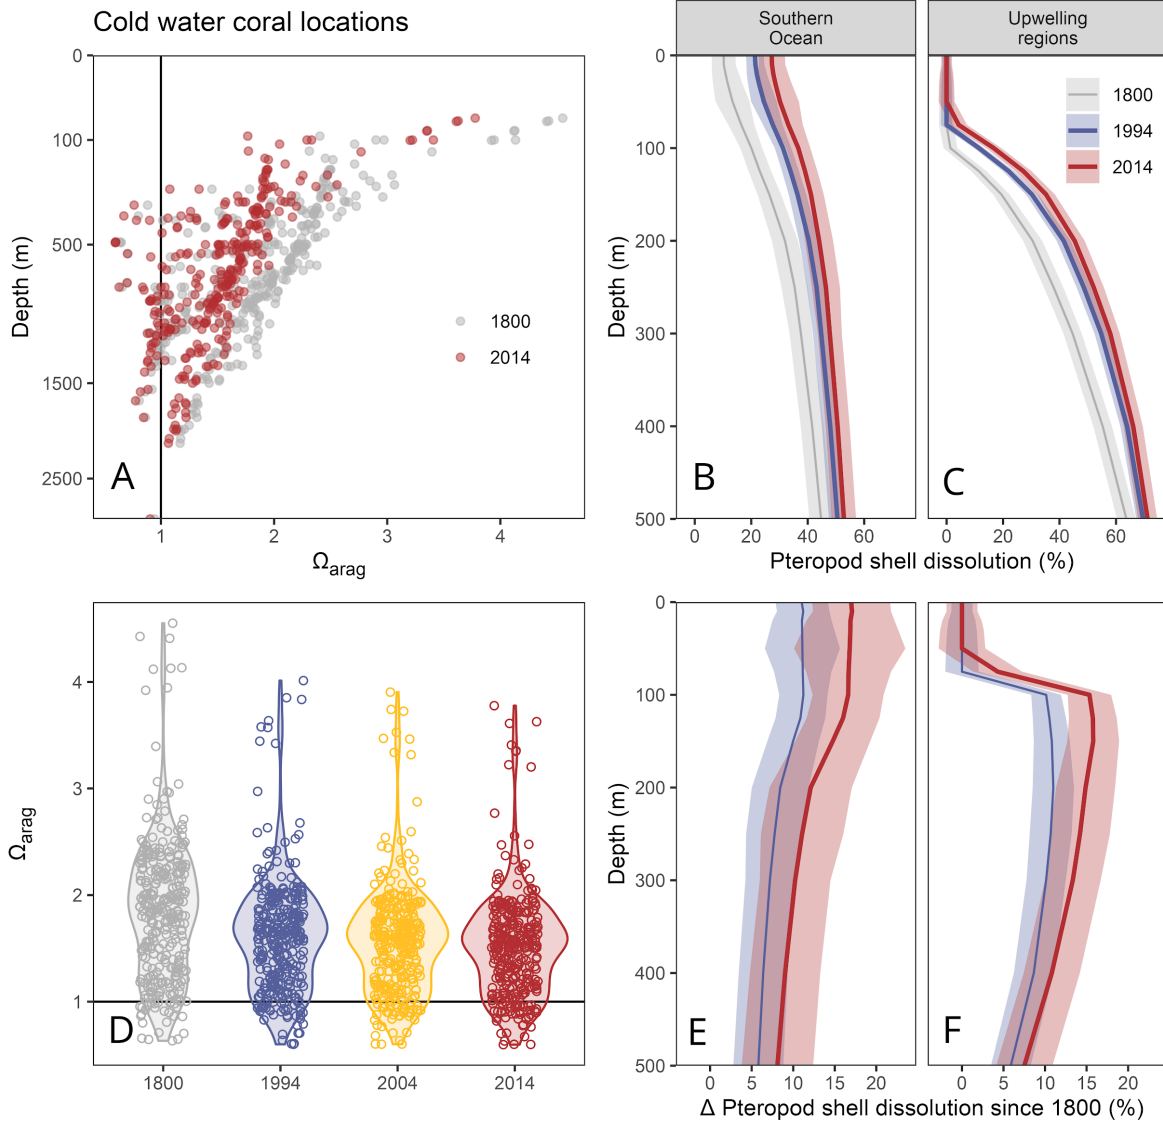 Cold water coral locations
0
100
500
1500
2500
Depth (m)
1800
2014
A
1
2
3
4
Ωarag
Southern
Ocean
Upwelling
regions
0
100
200
300
400
500
Depth (m)
1800
1994
2014
B
C
0
20
40
60
0
20
40
60
Pteropod shell dissolution (%)
4
3
2
1
Ωarag
D
1800
1994
2004
2014
0
100
200
300
400
500
Depth (m)
E
F
0
5
10
15
20
0
5
10
15
20
Δ Pteropod shell dissolution since 1800 (%)